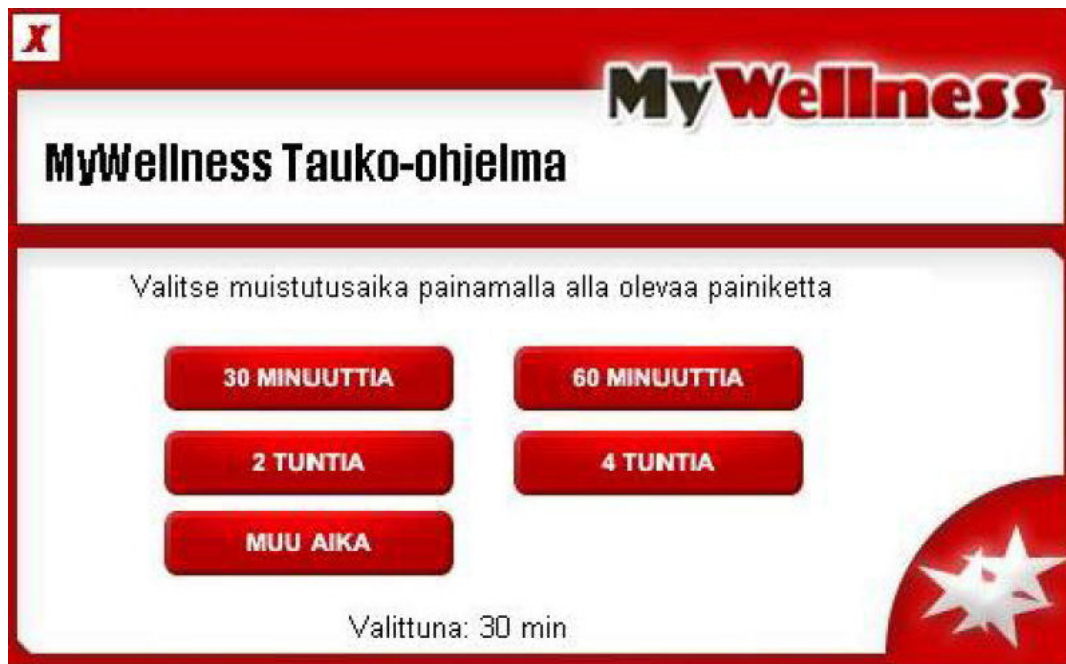 X
MyWellness
MyWellness Tauko-ohjelma
Valitse muistutusaika painamalla alla olevaa painiketta
30 MINUUTTIA
60 MINUUTTIA
2 TUNTIA
4 TUNTIA
MUU AIKA
Valittuna: 30 min